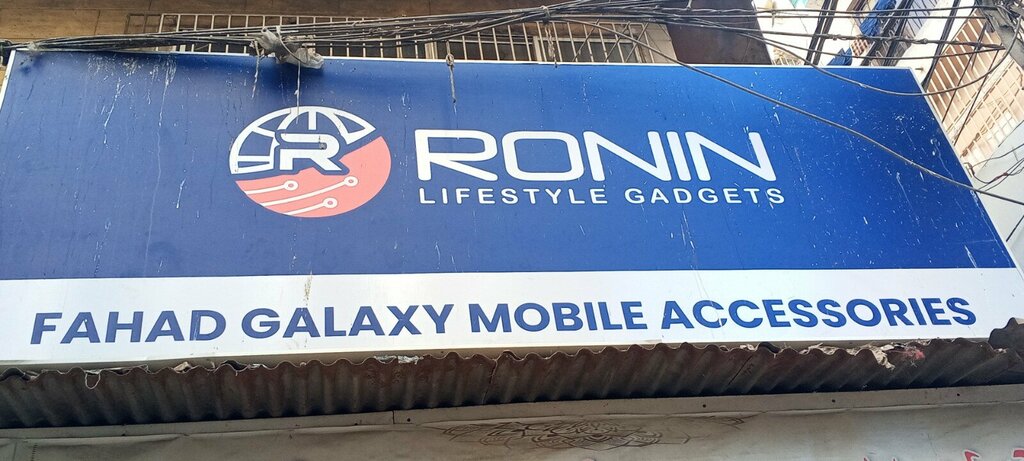 R
RONIN
LIFESTYLE GADGETS
FAHAD GALAXY MOBILE ACCESSORIES